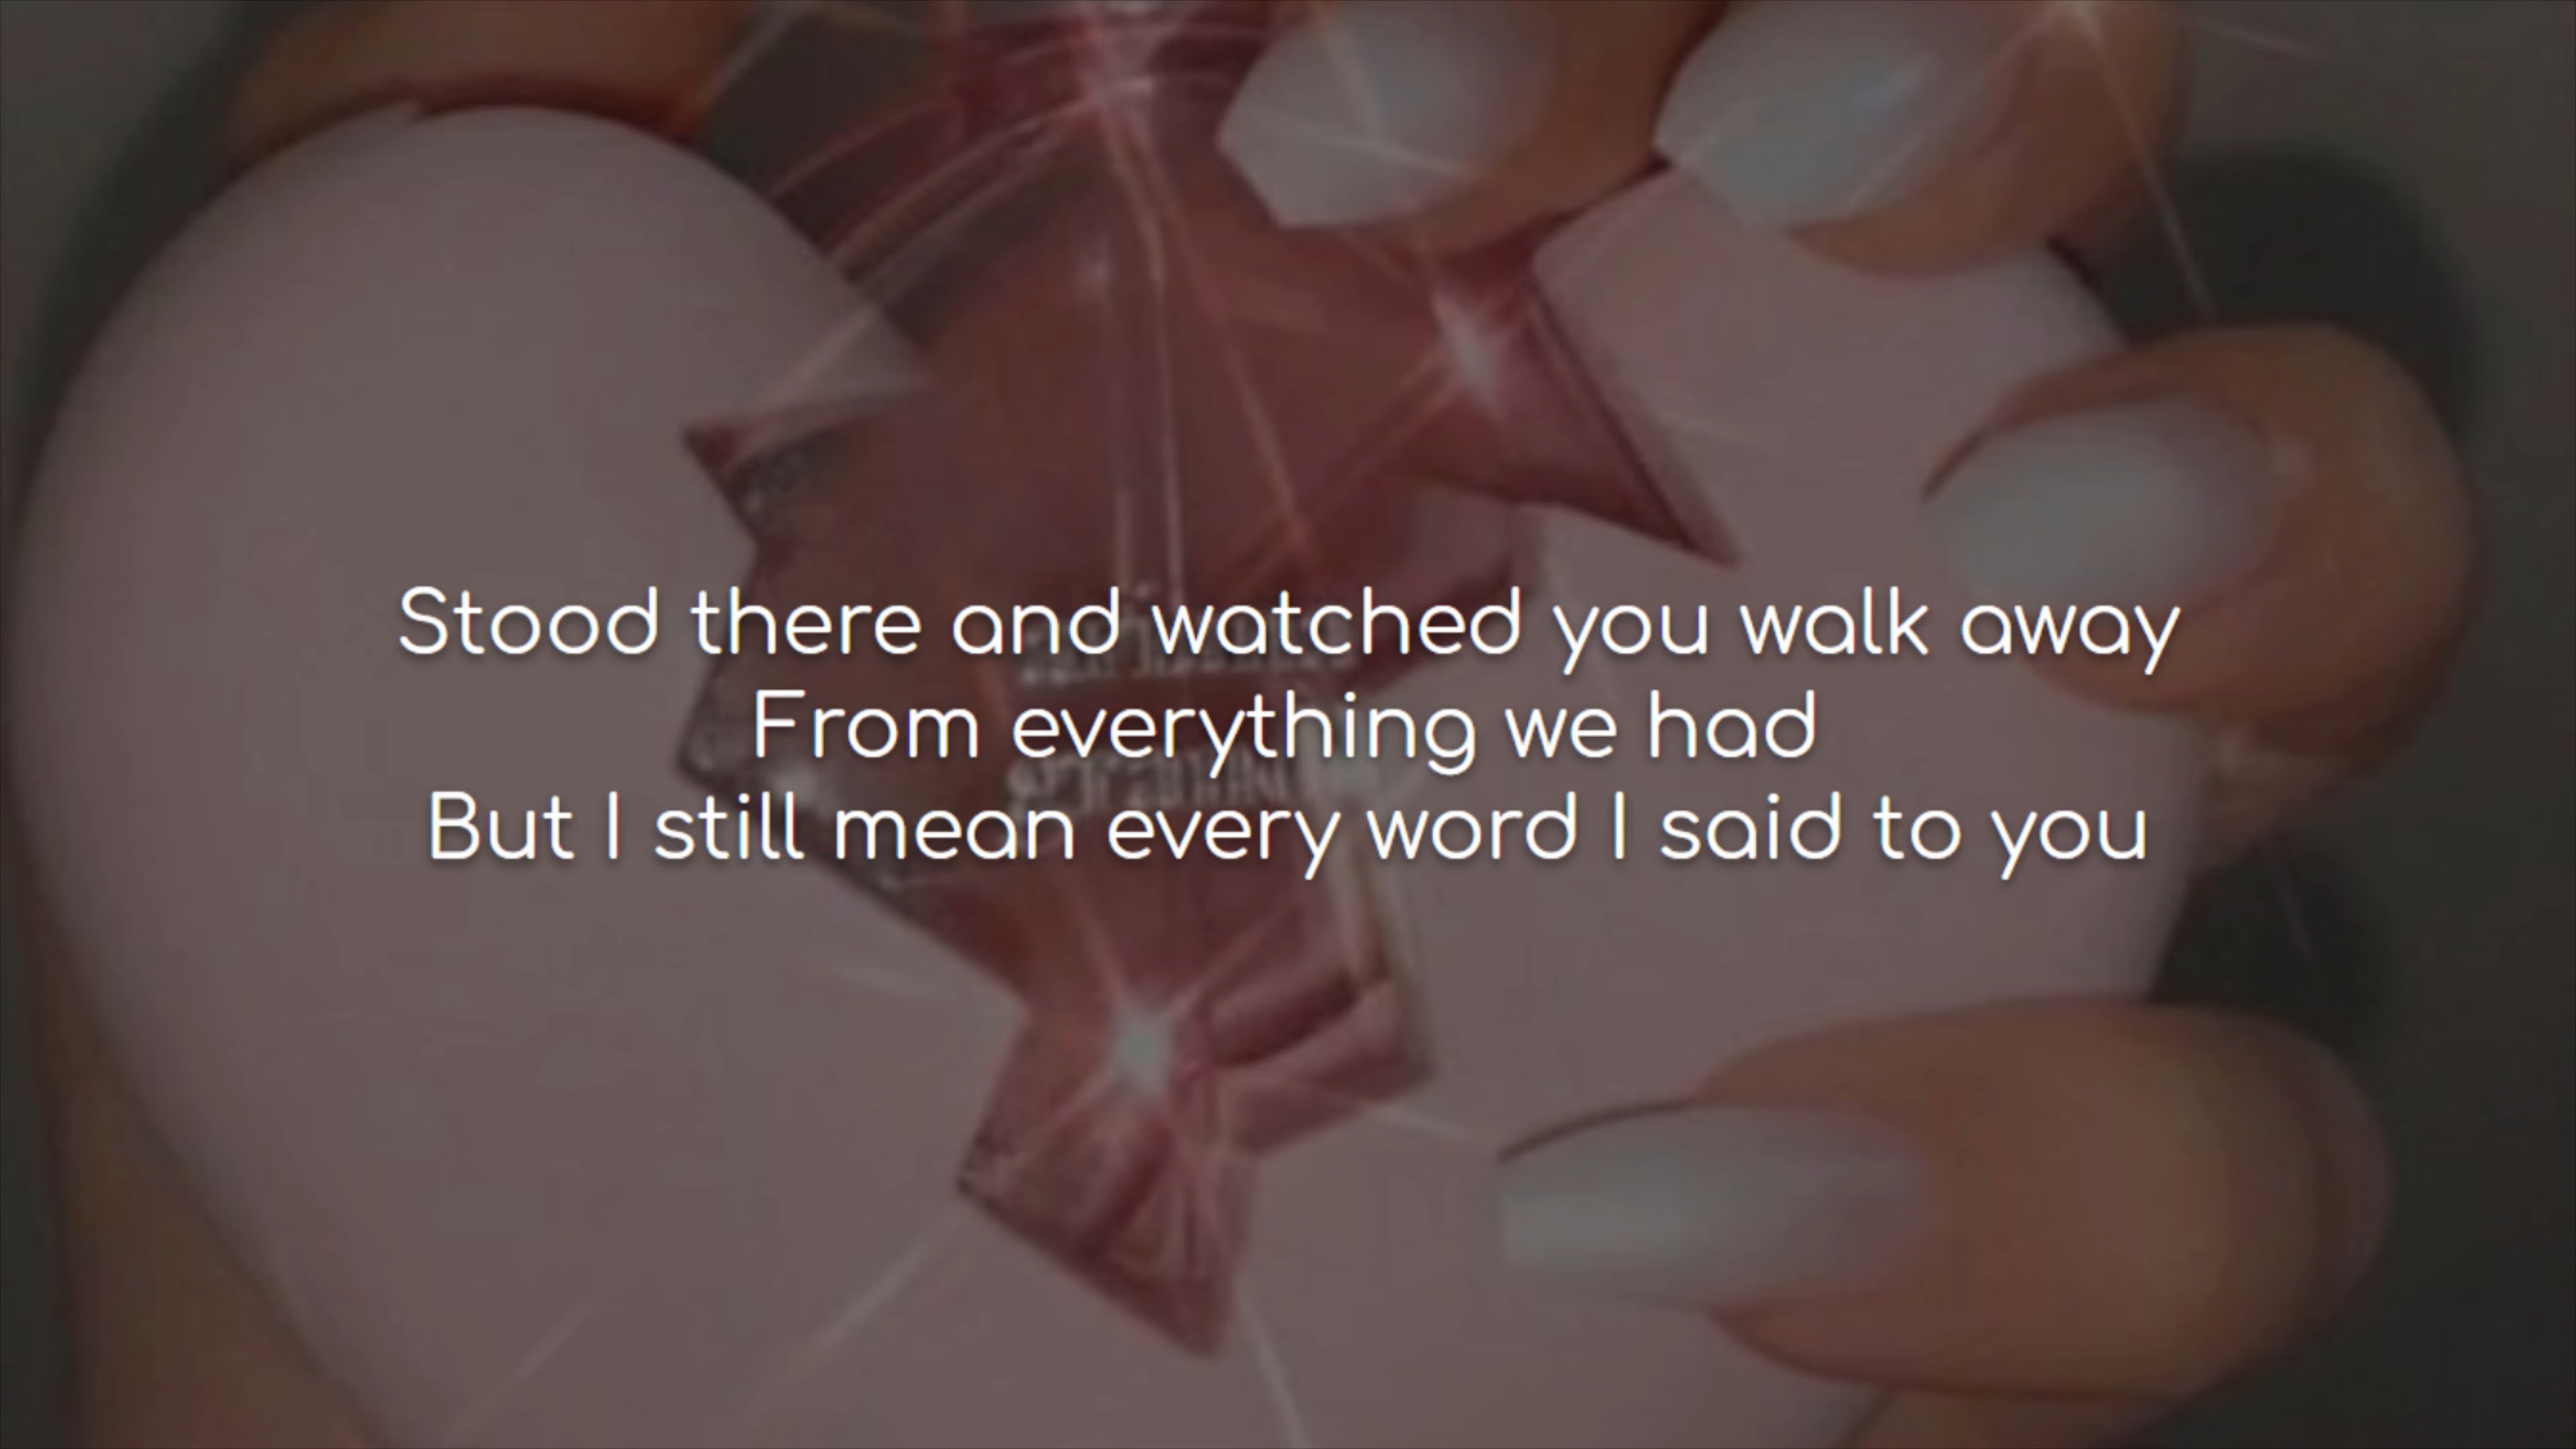 Stood there and watched you walk away
From everything we had
But I still mean every word I said to you